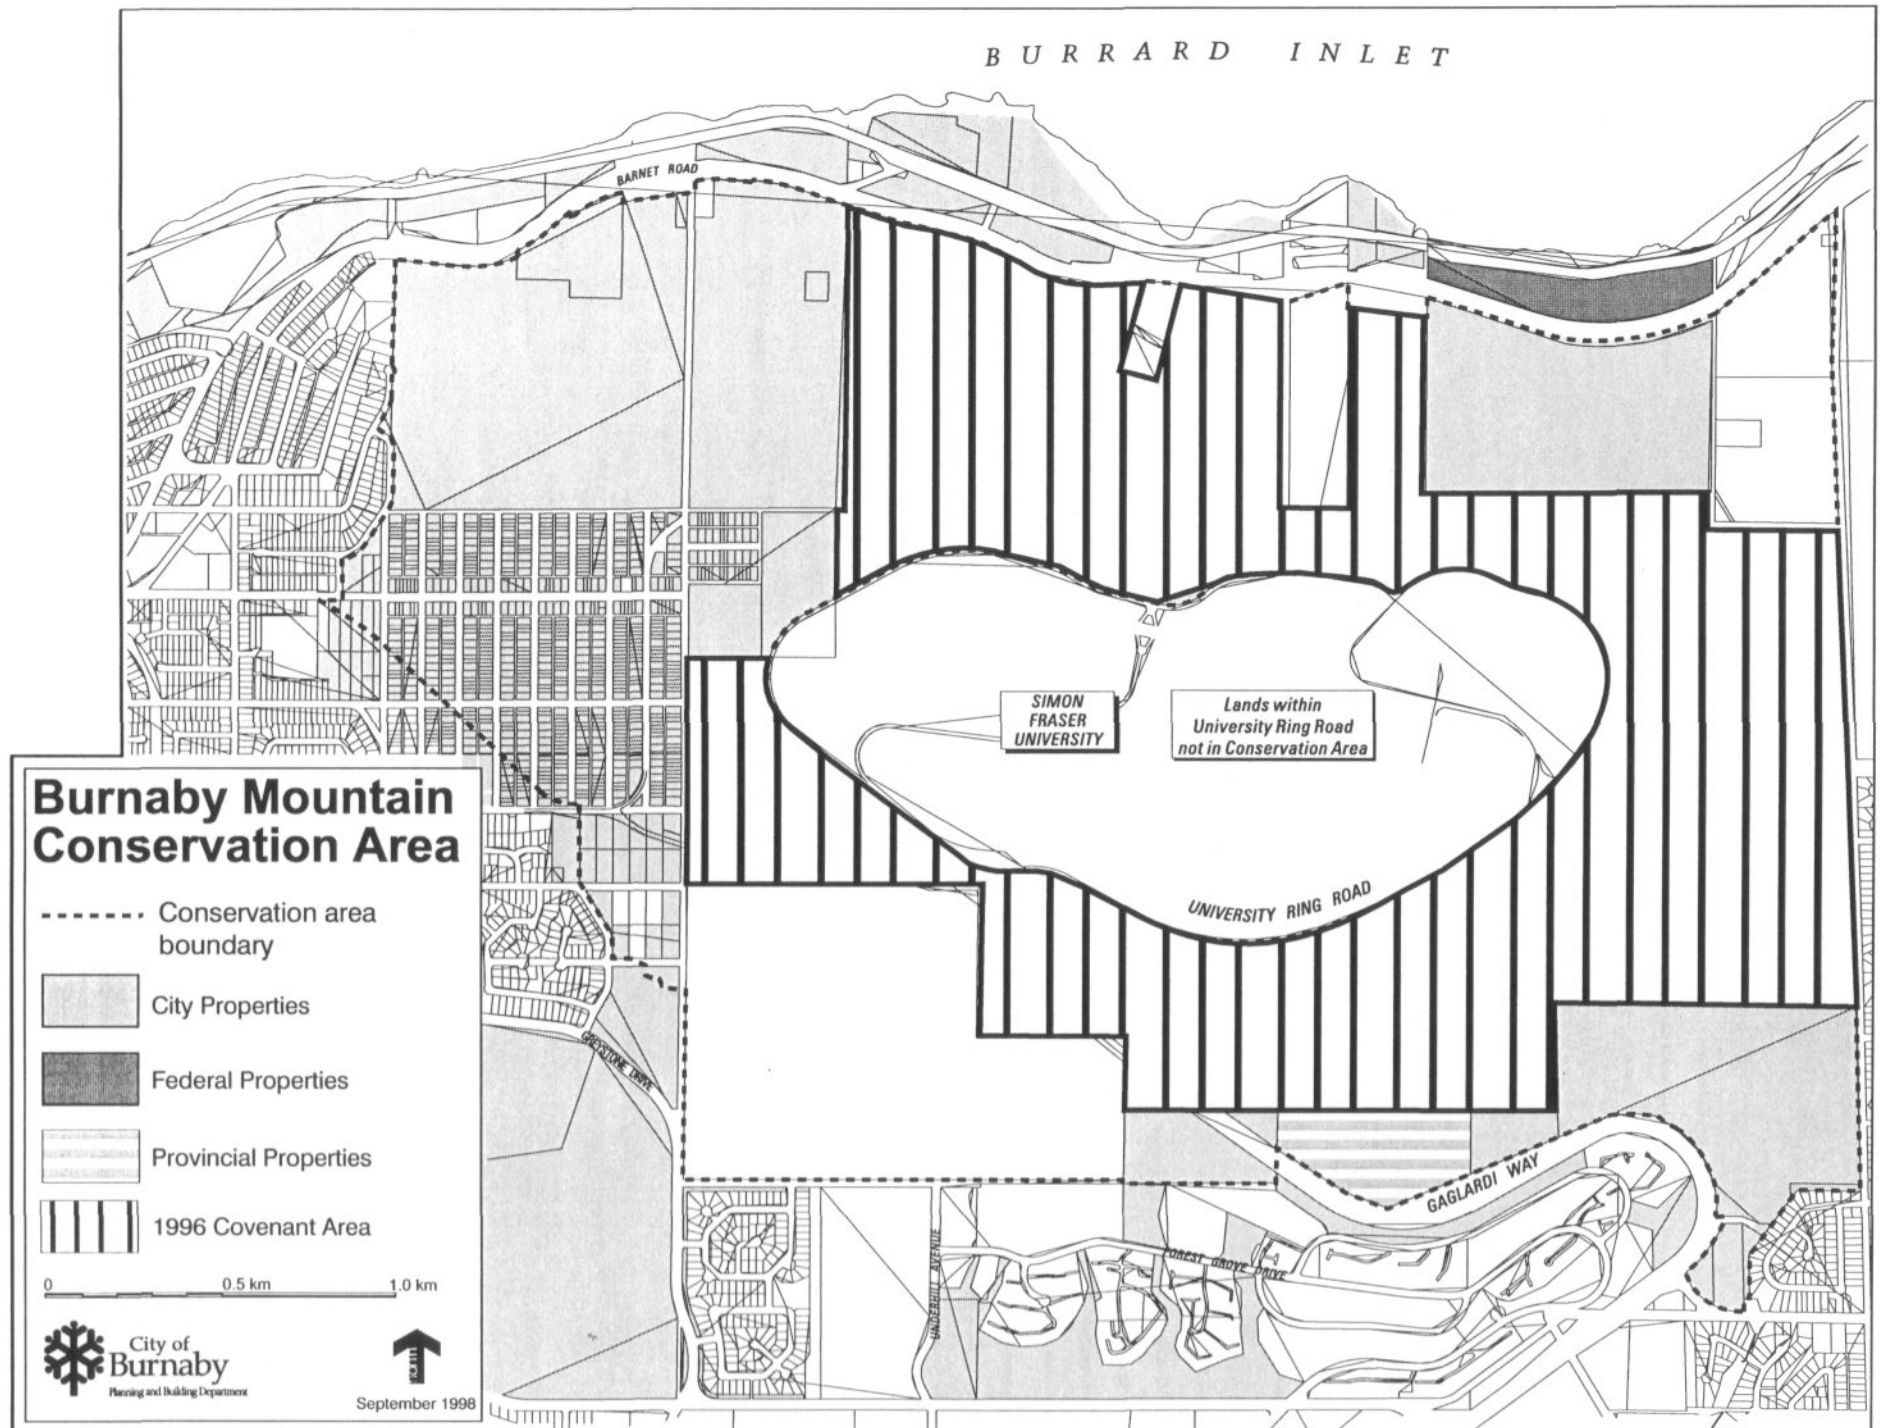 BURRARD INLET
BARNET ROAD
SIMON
FRASER
UNIVERSITY
Lands within
University Ring Road
not in Conservation Area
UNIVERSITY RING ROAD
GREYSTONE DRIVE
GAGLARDI WAY
FOREST GROVE DRIVE
UNDERHILL AVENUE
Burnaby Mountain
Conservation Area
Conservation area
boundary
City Properties
Federal Properties
Provincial Properties
1996 Covenant Area
0 0.5 km 1.0 km
City of
Burnaby
Planning and Building Department
north
September 1998